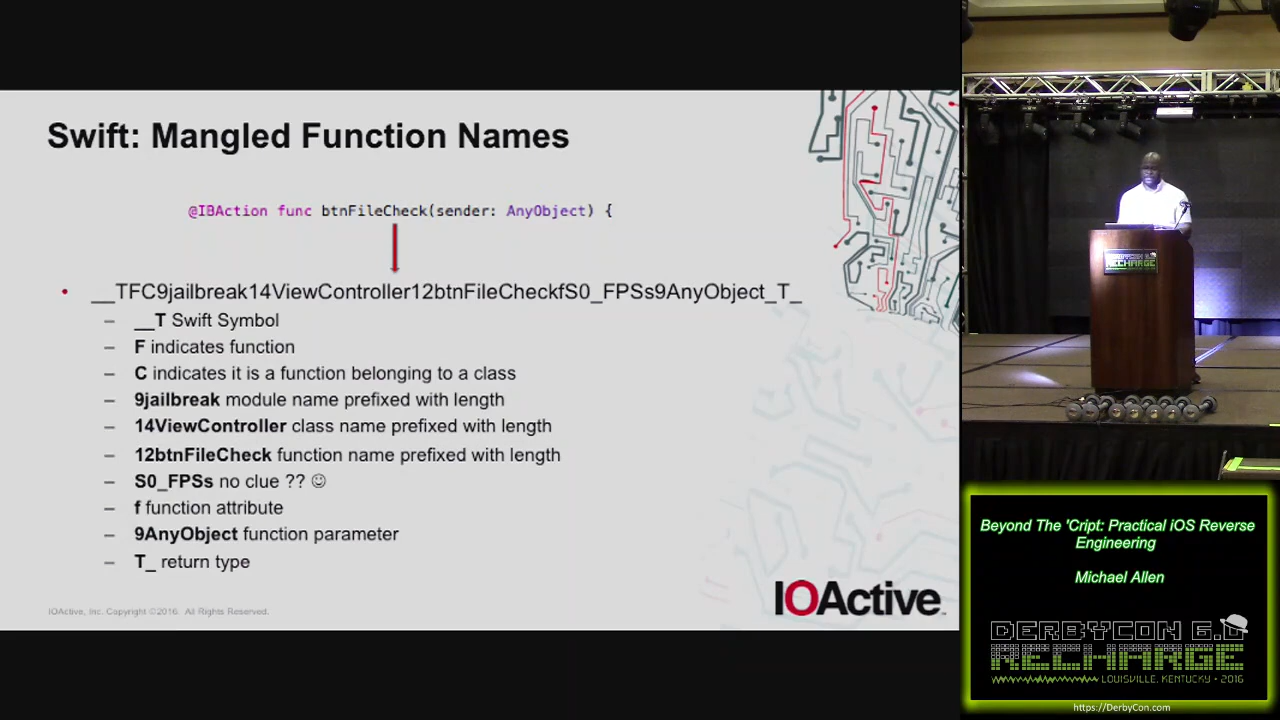 Swift: Mangled Function Names
@IBAction func btnFileCheck(sender: AnyObject) {
• __TFC9jailbreak14ViewController12btnFileCheckfS0_FPSs9AnyObject_T_
– __T Swift Symbol
– F indicates function
– C indicates it is a function belonging to a class
– 9jailbreak module name prefixed with length
– 14ViewController class name prefixed with length
– 12btnFileCheck function name prefixed with length
– S0_FPSs no clue ?? ☺
– f function attribute
– 9AnyObject function parameter
– T_ return type
IOActive, Inc. Copyright ©2016. All Rights Reserved.
IOActive™
RECHARGE
Beyond The 'Cript: Practical iOS Reverse
Engineering
Michael Allen
DERBYCON 6.0
RECHARGE
LOUISVILLE, KENTUCKY • 2016
https://DerbyCon.com